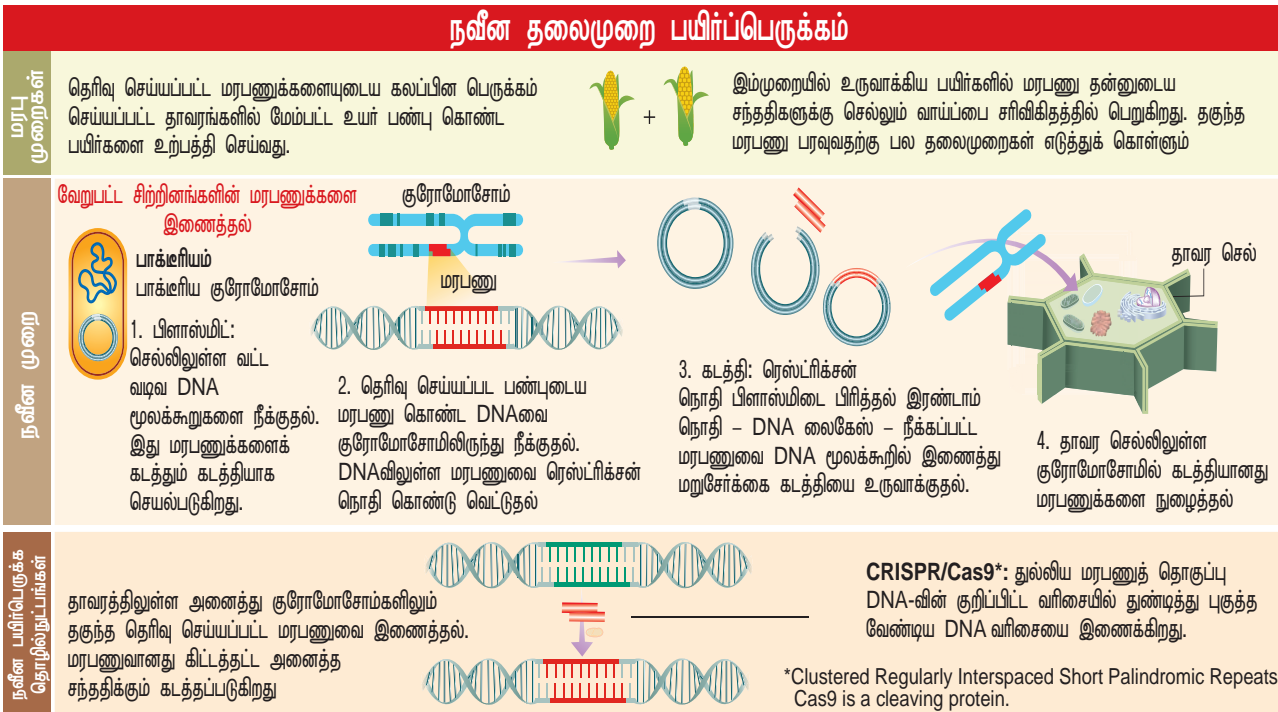 நவீன தலைமுறை பயிர்ப்பெருக்கம்
மரபு
முறைகள்
தெரிவு செய்யப்பட்ட மரபணுக்களையுடைய கலப்பின பெருக்கம்
செய்யப்பட்ட தாவரங்களில் மேம்பட்ட உயர் பண்பு கொண்ட
பயிர்களை உற்பத்தி செய்வது.
+
இம்முறையில் உருவாக்கிய பயிர்களில் மரபணு தன்னுடைய
சந்ததிகளுக்கு செல்லும் வாய்ப்பை சரிவிகிதத்தில் பெறுகிறது. தகுந்த
மரபணு பரவுவதற்கு பல தலைமுறைகள் எடுத்துக் கொள்ளும்
நவீன முறை
வேறுபட்ட சிற்றினங்களின் மரபணுக்களை
இணைத்தல்
பாக்டீரியம்
பாக்டீரிய குரோமோசோம்
1. பிளாஸ்மிட்:
செல்லிலுள்ள வட்ட
வடிவ DNA
மூலக்கூறுகளை நீக்குதல்.
இது மரபணுக்களைக்
கடத்தும் கடத்தியாக
செயல்படுகிறது.
குரோமோசோம்
மரபணு
2. தெரிவு செய்யப்பட பண்புடைய
மரபணு கொண்ட DNAவை
குரோமோசோமிலிருந்து நீக்குதல்.
DNAவிலுள்ள மரபணுவை ரெஸ்ட்ரிக்சன்
நொதி கொண்டு வெட்டுதல்
3. கடத்தி: ரெஸ்ட்ரிக்சன்
நொதி பிளாஸ்மிடை பிரித்தல் இரண்டாம்
நொதி – DNA லைகேஸ் – நீக்கப்பட்ட
மரபணுவை DNA மூலக்கூறில் இணைத்து
மறுசேர்க்கை கடத்தியை உருவாக்குதல்.
தாவர செல்
4. தாவர செல்லிலுள்ள
குரோமோசோமில் கடத்தியானது
மரபணுக்களை நுழைத்தல்
நவீன பயிர்பெருக்க
தொழில்நுட்பங்கள்
தாவரத்திலுள்ள அனைத்து குரோமோசோம்களிலும்
தகுந்த தெரிவு செய்யப்பட்ட மரபணுவை இணைத்தல்.
மரபணுவானது கிட்டத்தட்ட அனைத்த
சந்ததிக்கும் கடத்தப்படுகிறது
CRISPR/Cas9*: துல்லிய மரபணுத் தொகுப்பு
DNA-வின் குறிப்பிட்ட வரிசையில் துண்டித்து புகுத்த
வேண்டிய DNA வரிசையை இணைக்கிறது.
*Clustered Regularly Interspaced Short Palindromic Repeats
Cas9 is a cleaving protein.